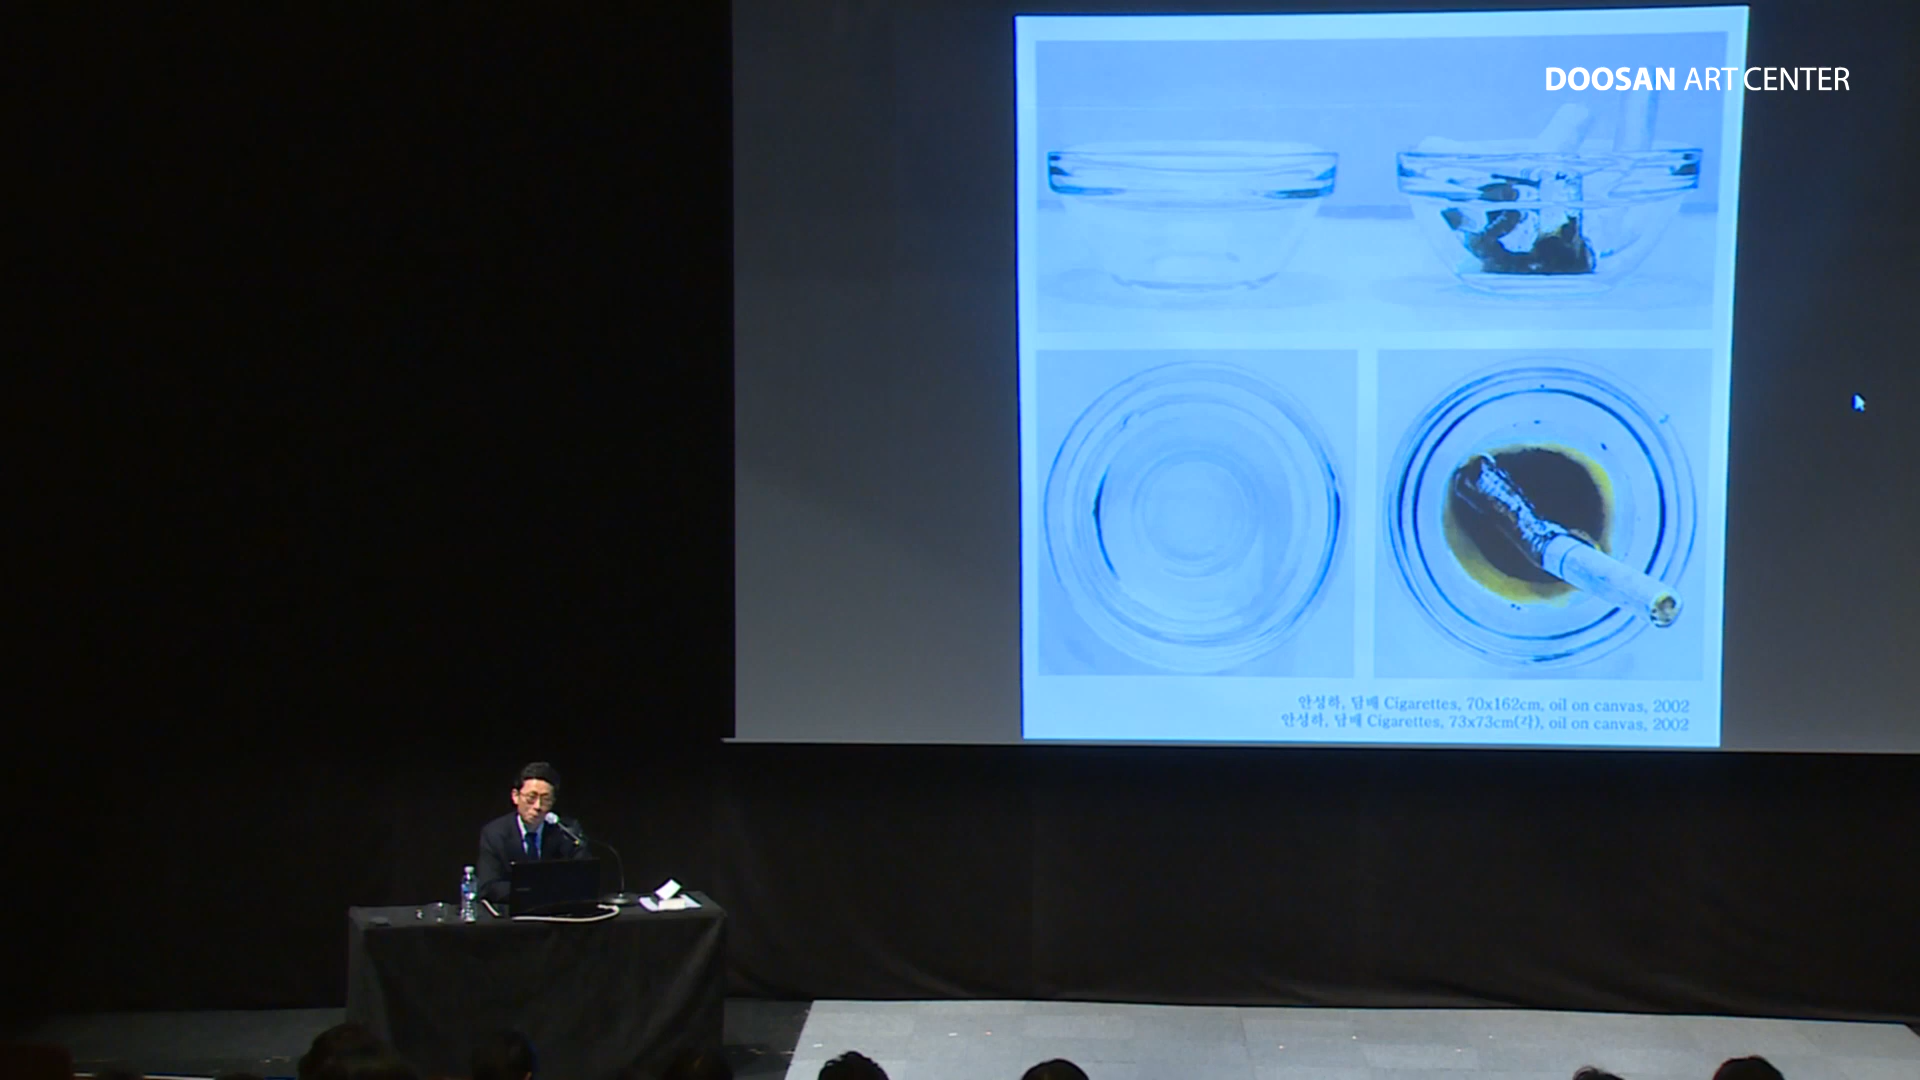 DOOSAN ART CENTER
안성하, 담배 Cigarettes, 70x162cm, oil on canvas, 2002
안성하, 담배 Cigarettes, 73x73cm(각), oil on canvas, 2002